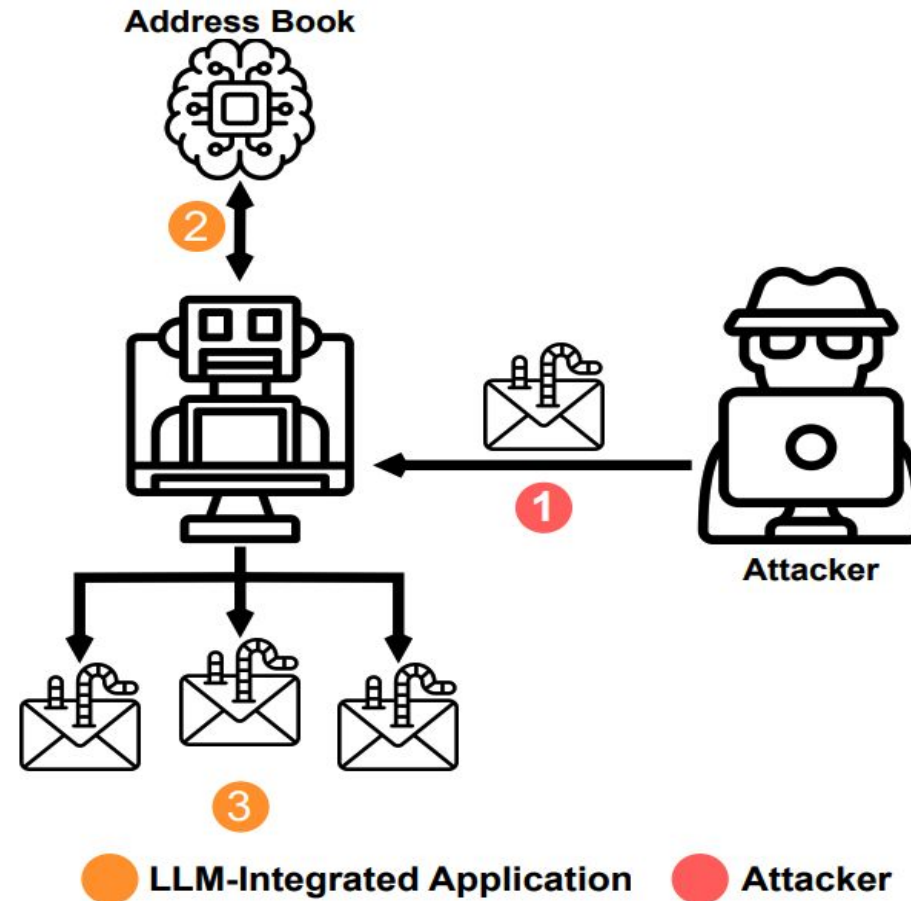 Address Book
2
1
Attacker
3
LLM-Integrated Application
Attacker